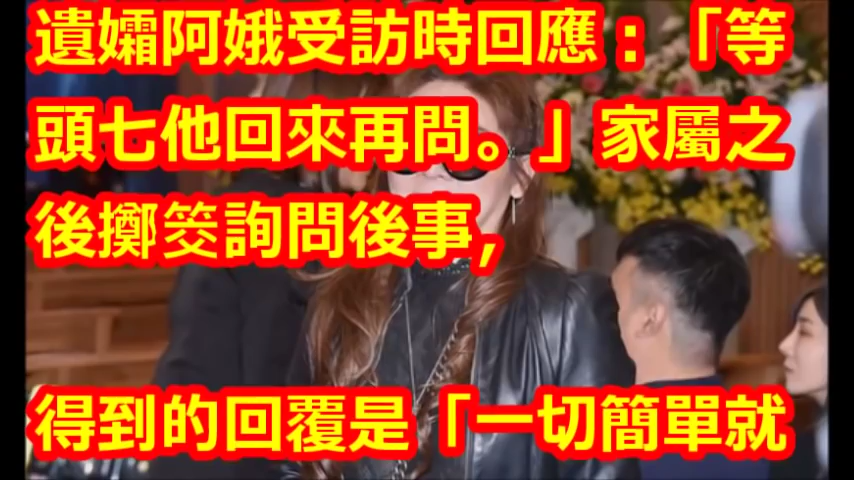 遺孀阿娥受訪時回應：「等
頭七他回來再問。」家屬之
後擲筊詢問後事，
得到的回覆是「一切簡單就